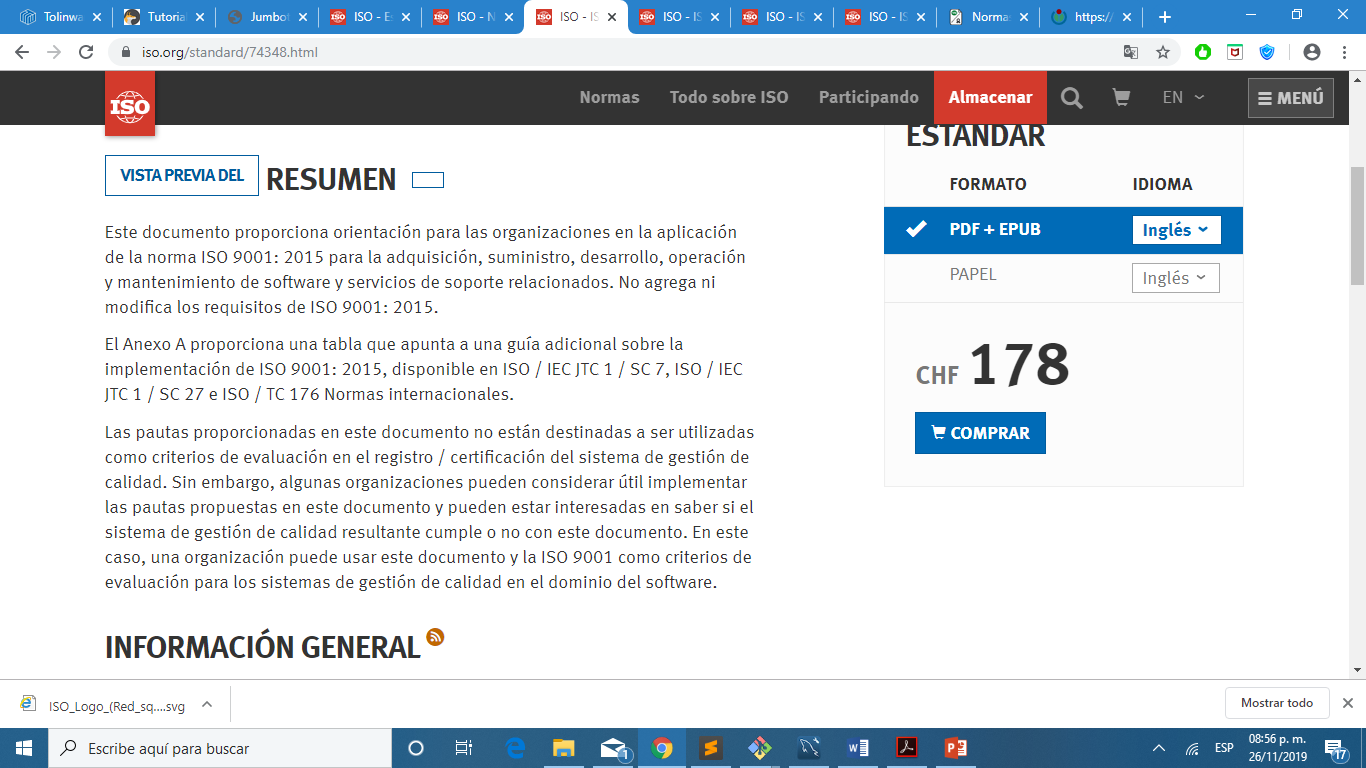 Tolinwa
Tutorial
Jumbot
ISO - Es
ISO - N
ISO - IS
ISO - IS
ISO - IS
ISO - IS
Normas
https://
iso.org/standard/74348.html
ISO
Normas
Todo sobre ISO
Participando
Almacenar
EN
MENÚ
ESTÁNDAR
FORMATO IDIOMA
PDF + EPUB Inglés
PAPEL Inglés
CHF 178
COMPRAR
VISTA PREVIA DEL RESUMEN
Este documento proporciona orientación para las organizaciones en la aplicación
de la norma ISO 9001: 2015 para la adquisición, suministro, desarrollo, operación
y mantenimiento de software y servicios de soporte relacionados. No agrega ni
modifica los requisitos de ISO 9001: 2015.
El Anexo A proporciona una tabla que apunta a una guía adicional sobre la
implementación de ISO 9001: 2015, disponible en ISO / IEC JTC 1 / SC 7, ISO / IEC
JTC 1 / SC 27 e ISO / TC 176 Normas internacionales.
Las pautas proporcionadas en este documento no están destinadas a ser utilizadas
como criterios de evaluación en el registro / certificación del sistema de gestión de
calidad. Sin embargo, algunas organizaciones pueden considerar útil implementar
las pautas propuestas en este documento y pueden estar interesadas en saber si el
sistema de gestión de calidad resultante cumple o no con este documento. En este
caso, una organización puede usar este documento y la ISO 9001 como criterios de
evaluación para los sistemas de gestión de calidad en el dominio del software.
INFORMACIÓN GENERAL
ISO_Logo_(Red_sq....svg
Mostrar todo
Escribe aquí para buscar
1
ESP
08:56 p. m.
26/11/2019
17